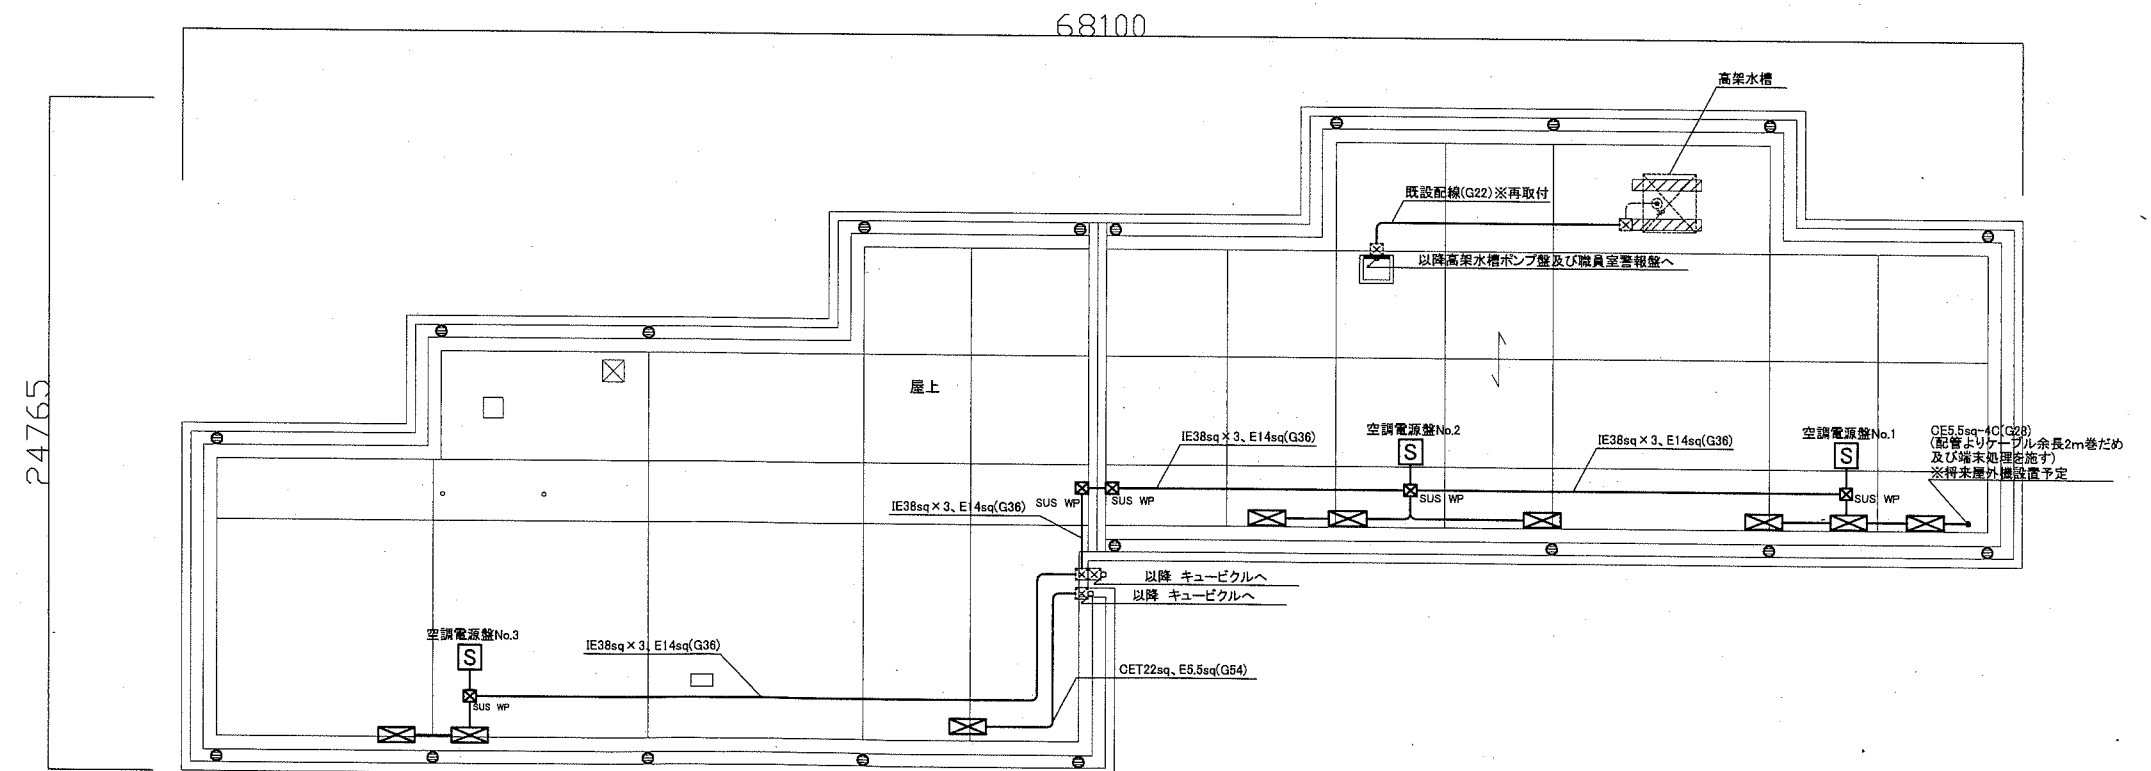 68100
高架水槽
既設配線(G22)※再取付
以降高架水槽ポンプ盤及び職員室警報盤へ
24765
屋上
IE38sq×3、E14sq(G36)
空調電源盤No.2
S
IE38sq×3、E14sq(G36)
空調電源盤No.1
S
CE5.5sq-4C(G28)
(配管よりケーブル余長2m巻だめ
及び端末処理を施す)
※将来屋外機設置予定
SUS WP
SUS WP
SUS WP
SUS WP
IE38sq×3、E14sq(G36)
以降 キュービクルへ
以降 キュービクルへ
空調電源盤No.3
S
SUS WP
IE38sq×3、E14sq(G36)
CET22sq、E5.5sq(G54)